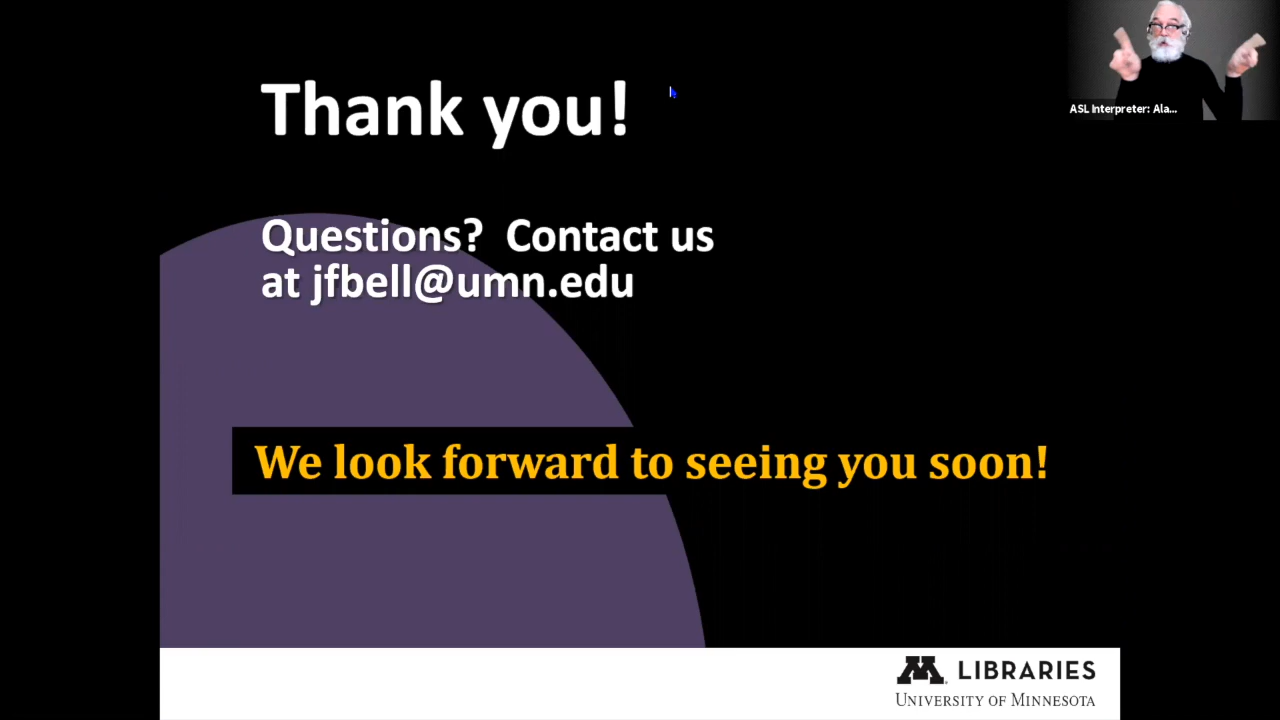 Thank you!
ASL Interpreter: Ala...
Questions? Contact us
at jfbell@umn.edu
We look forward to seeing you soon!
M LIBRARIES
UNIVERSITY OF MINNESOTA